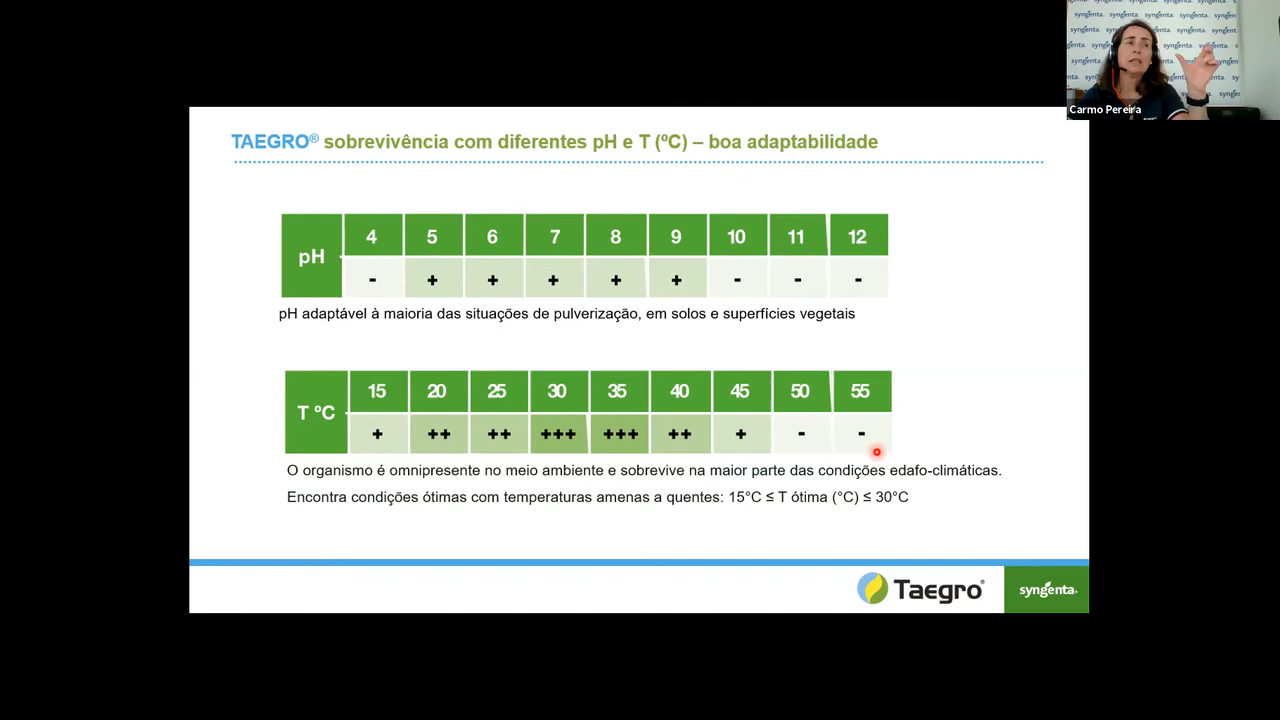 Carmo Pereira
TAEGRO® sobrevivência com diferentes pH e T (ºC) – boa adaptabilidade
pH 4 5 6 7 8 9 10 11 12
- + + + + + - - -
pH adaptável à maioria das situações de pulverização, em solos e superfícies vegetais
T ºC 15 20 25 30 35 40 45 50 55
+ ++ ++ +++ +++ ++ + - -
O organismo é omnipresente no meio ambiente e sobrevive na maior parte das condições edafo-climáticas.
Encontra condições ótimas com temperaturas amenas a quentes: 15°C ≤ T ótima (°C) ≤ 30°C
Taegro®
syngenta